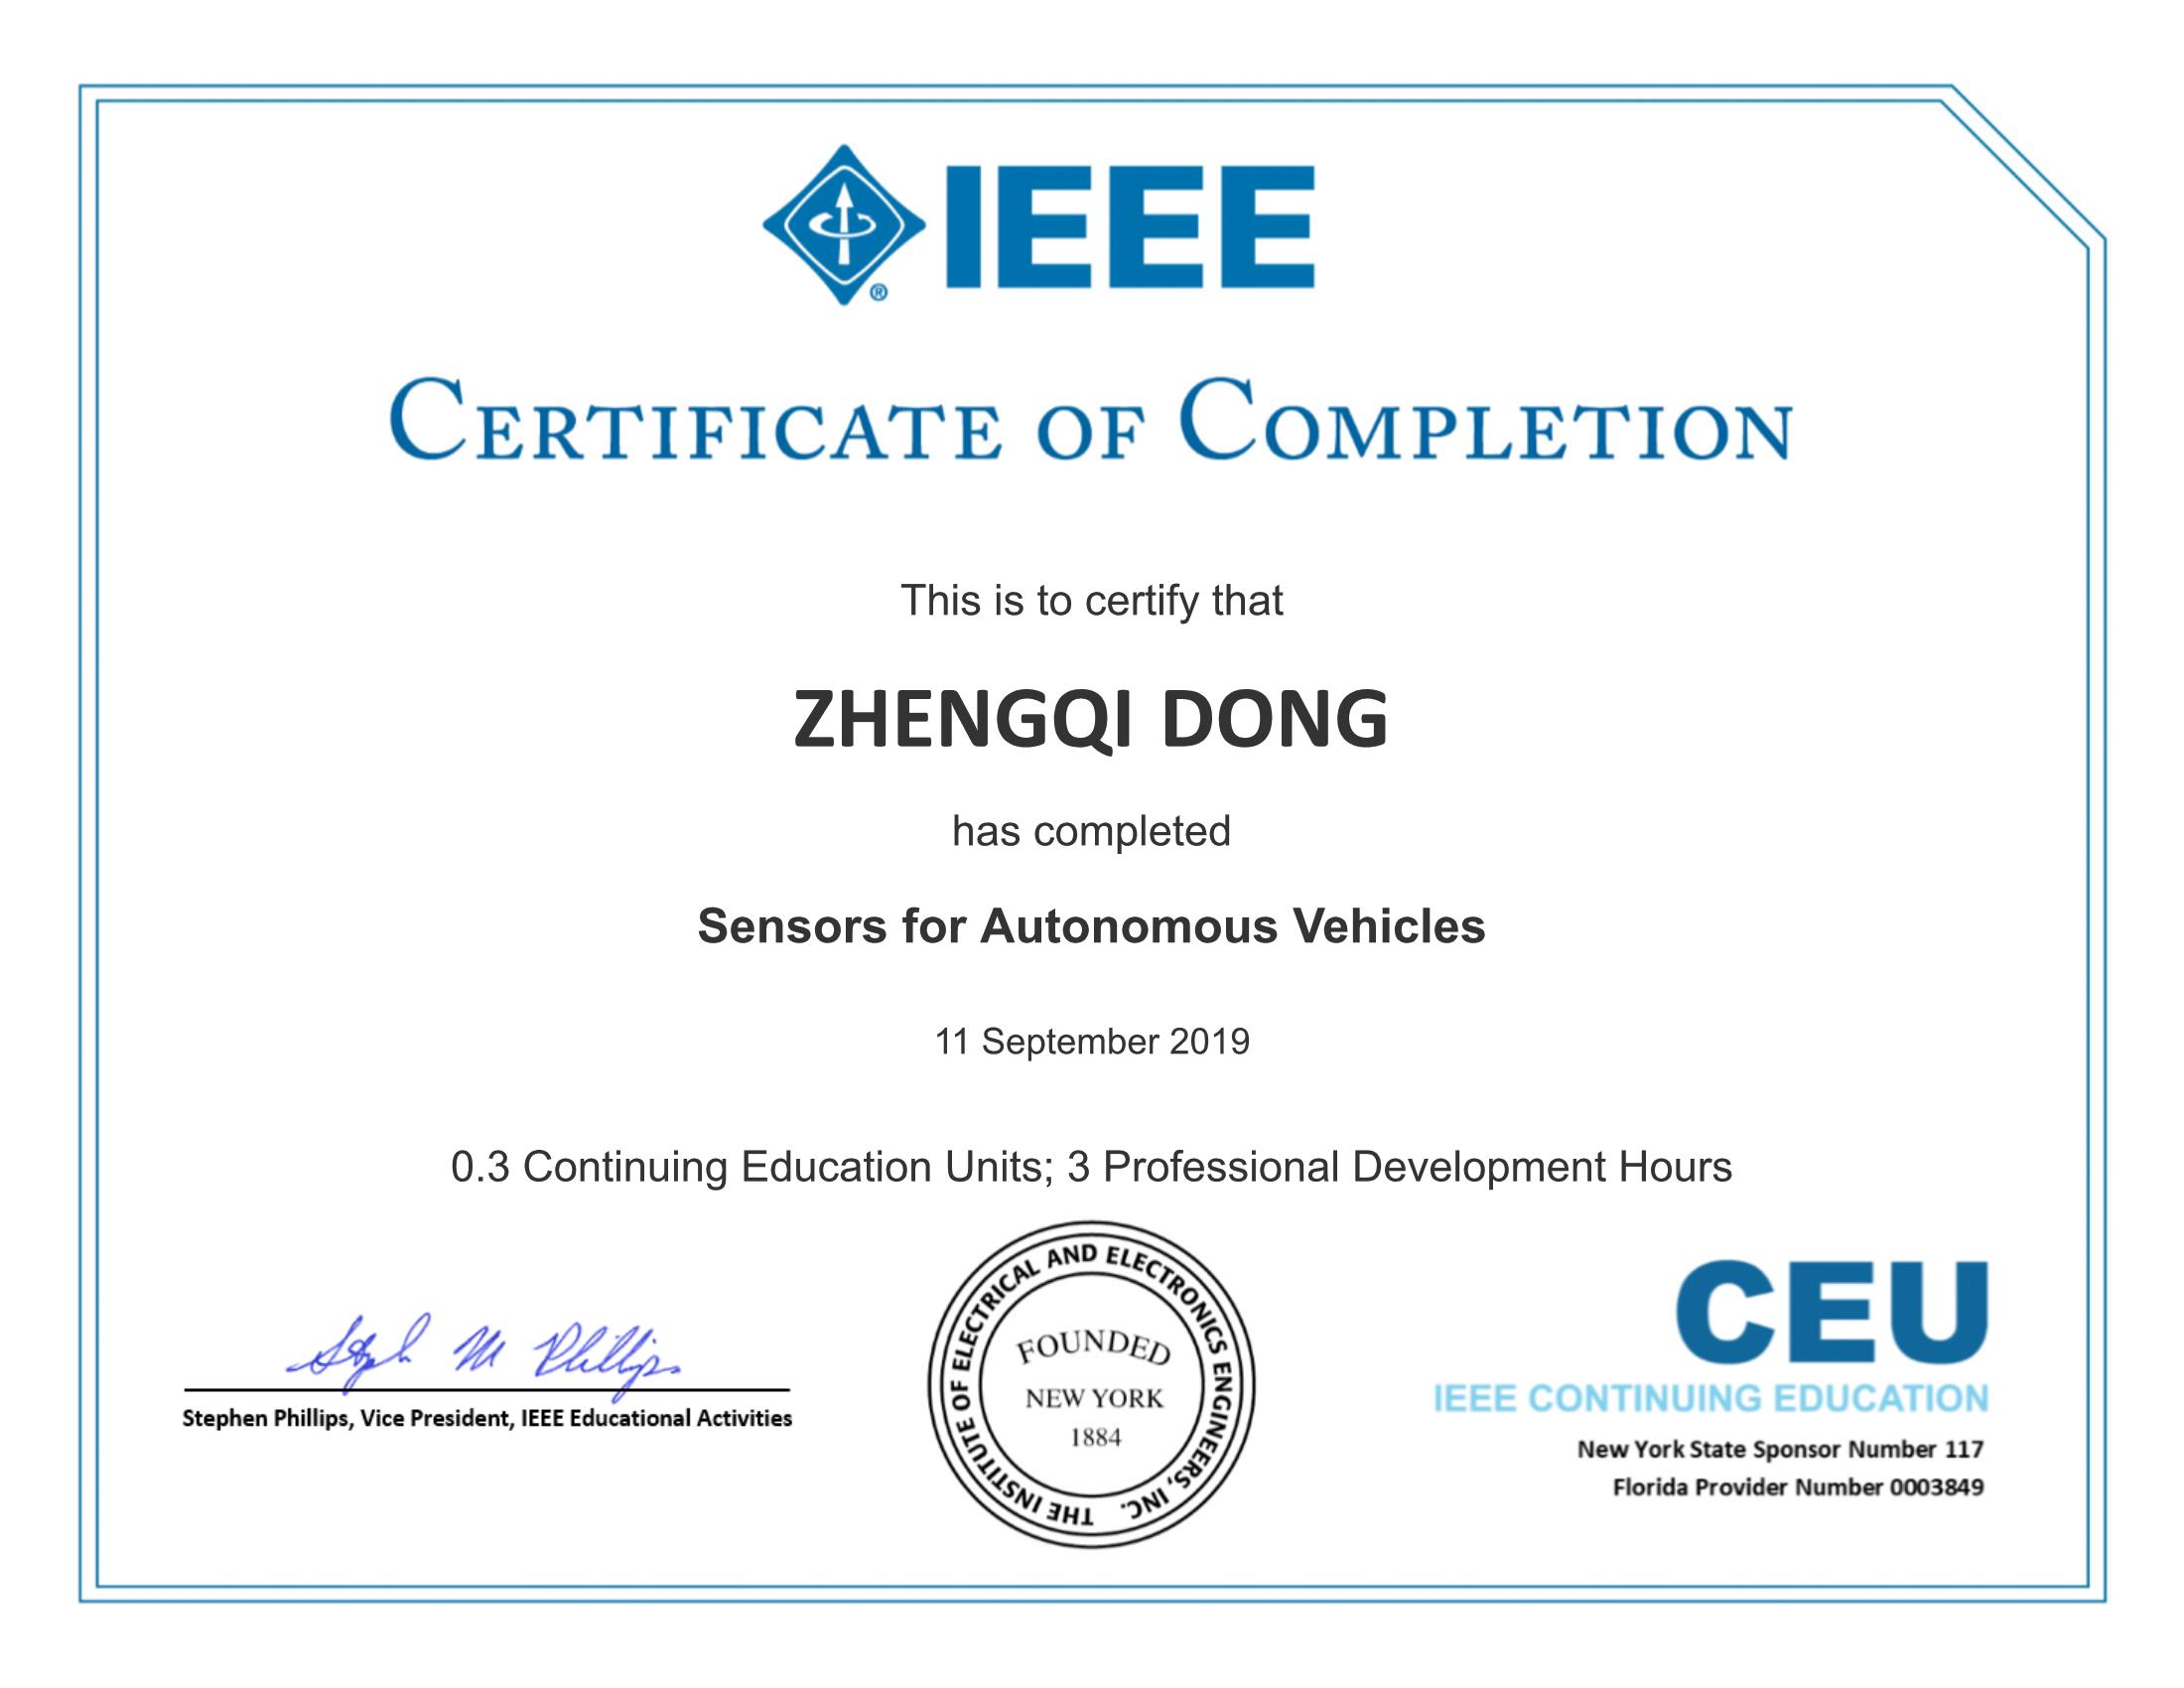 IEEE
®
CERTIFICATE OF COMPLETION
This is to certify that
ZHENGQI DONG
has completed
Sensors for Autonomous Vehicles
11 September 2019
0.3 Continuing Education Units; 3 Professional Development Hours
Steph M Phillips
Stephen Phillips, Vice President, IEEE Educational Activities
THE INSTITUTE OF ELECTRICAL AND ELECTRONICS ENGINEERS, INC.
FOUNDED
NEW YORK
1884
CEU
IEEE CONTINUING EDUCATION
New York State Sponsor Number 117
Florida Provider Number 0003849